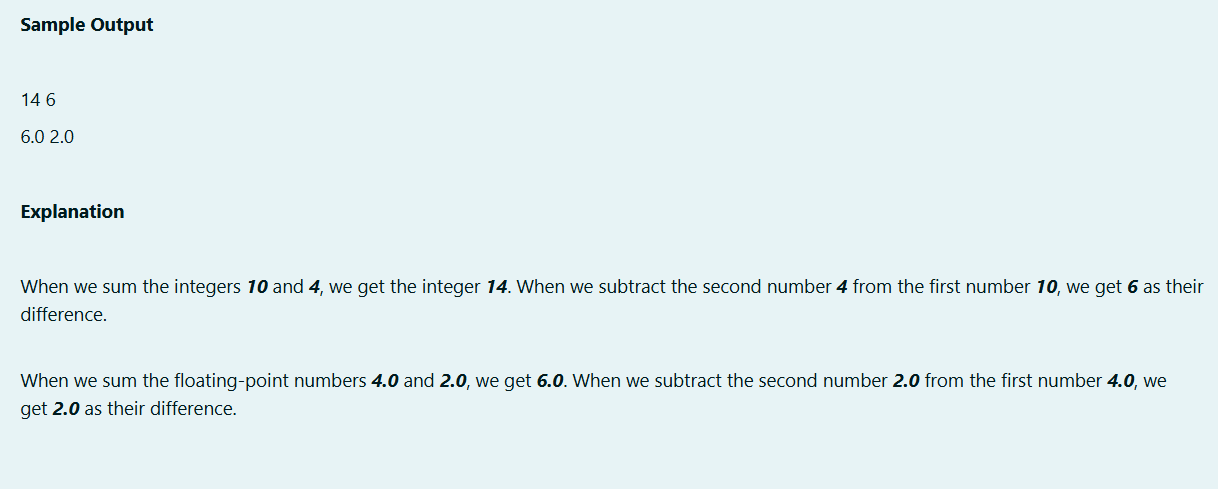 Sample Output
14 6
6.0 2.0
Explanation
When we sum the integers 10 and 4, we get the integer 14. When we subtract the second number 4 from the first number 10, we get 6 as their
difference.
When we sum the floating-point numbers 4.0 and 2.0, we get 6.0. When we subtract the second number 2.0 from the first number 4.0, we
get 2.0 as their difference.